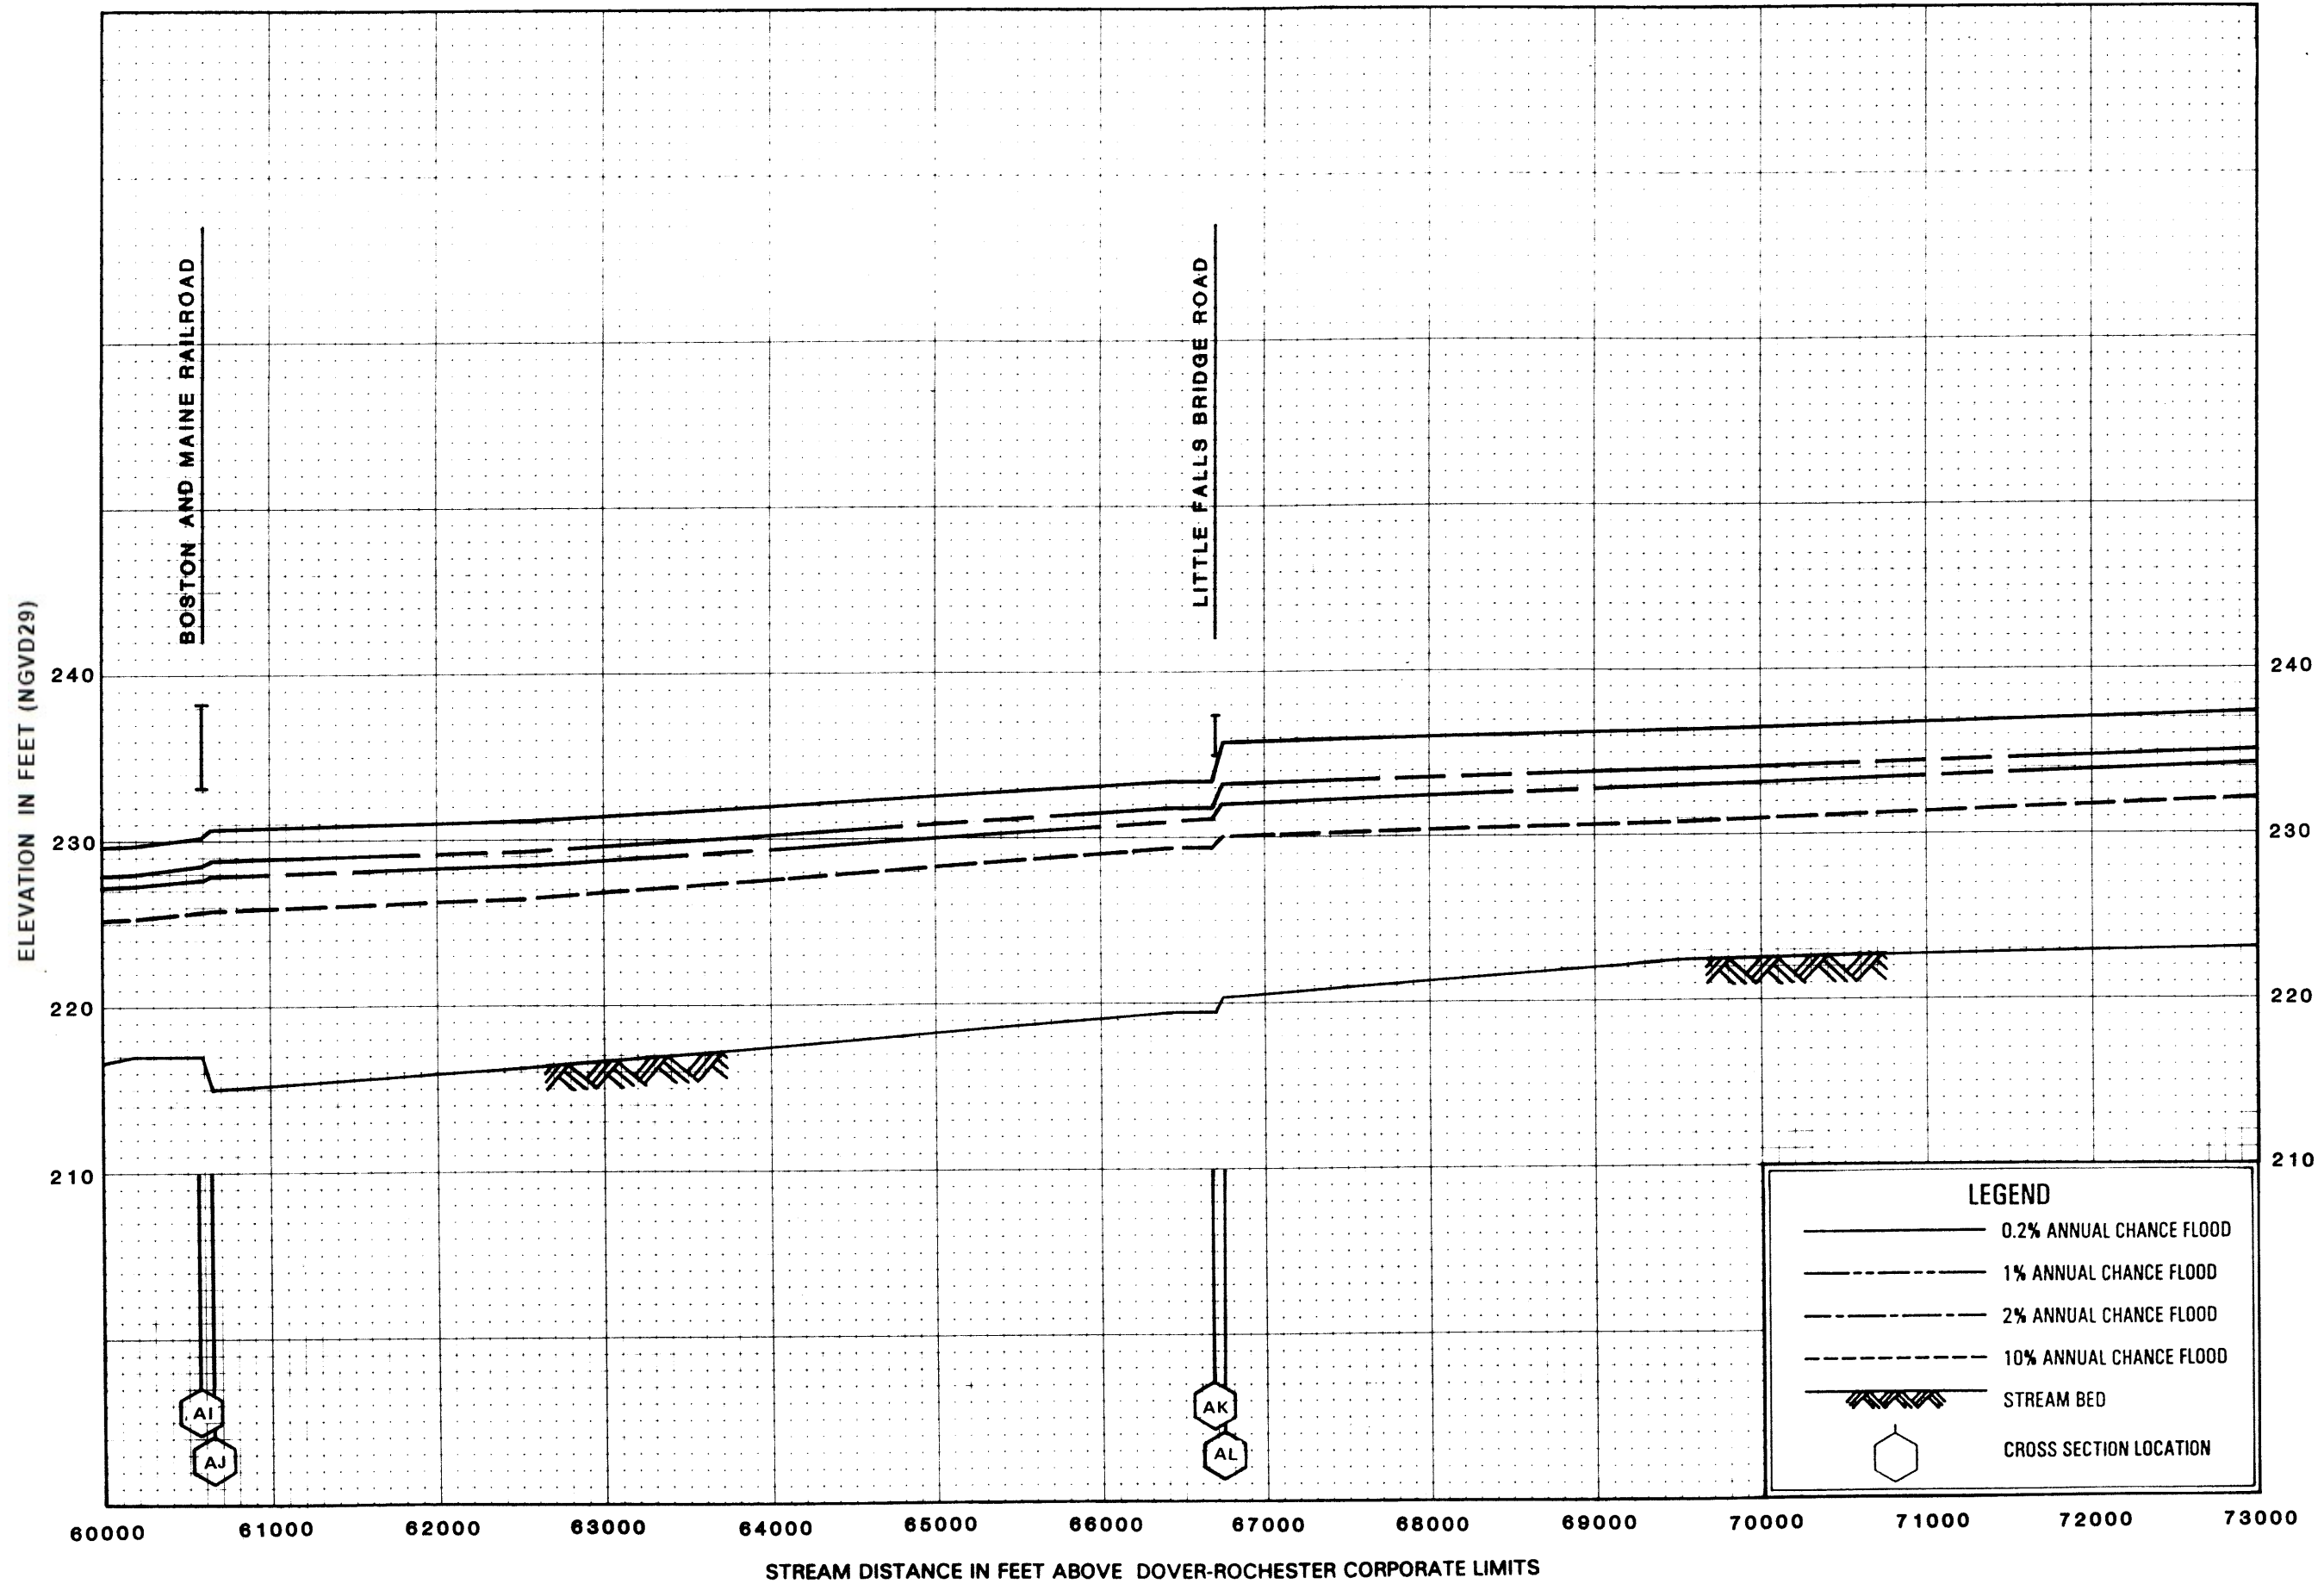 ELEVATION IN FEET (NGVD29)
BOSTON AND MAINE RAILROAD
LITTLE FALLS BRIDGE ROAD
240
230
220
210
240
230
220
210
AI
AJ
AK
AL
LEGEND
0.2% ANNUAL CHANCE FLOOD
1% ANNUAL CHANCE FLOOD
2% ANNUAL CHANCE FLOOD
10% ANNUAL CHANCE FLOOD
STREAM BED
CROSS SECTION LOCATION
60000 61000 62000 63000 64000 65000 66000 67000 68000 69000 70000 71000 72000 73000
STREAM DISTANCE IN FEET ABOVE DOVER-ROCHESTER CORPORATE LIMITS